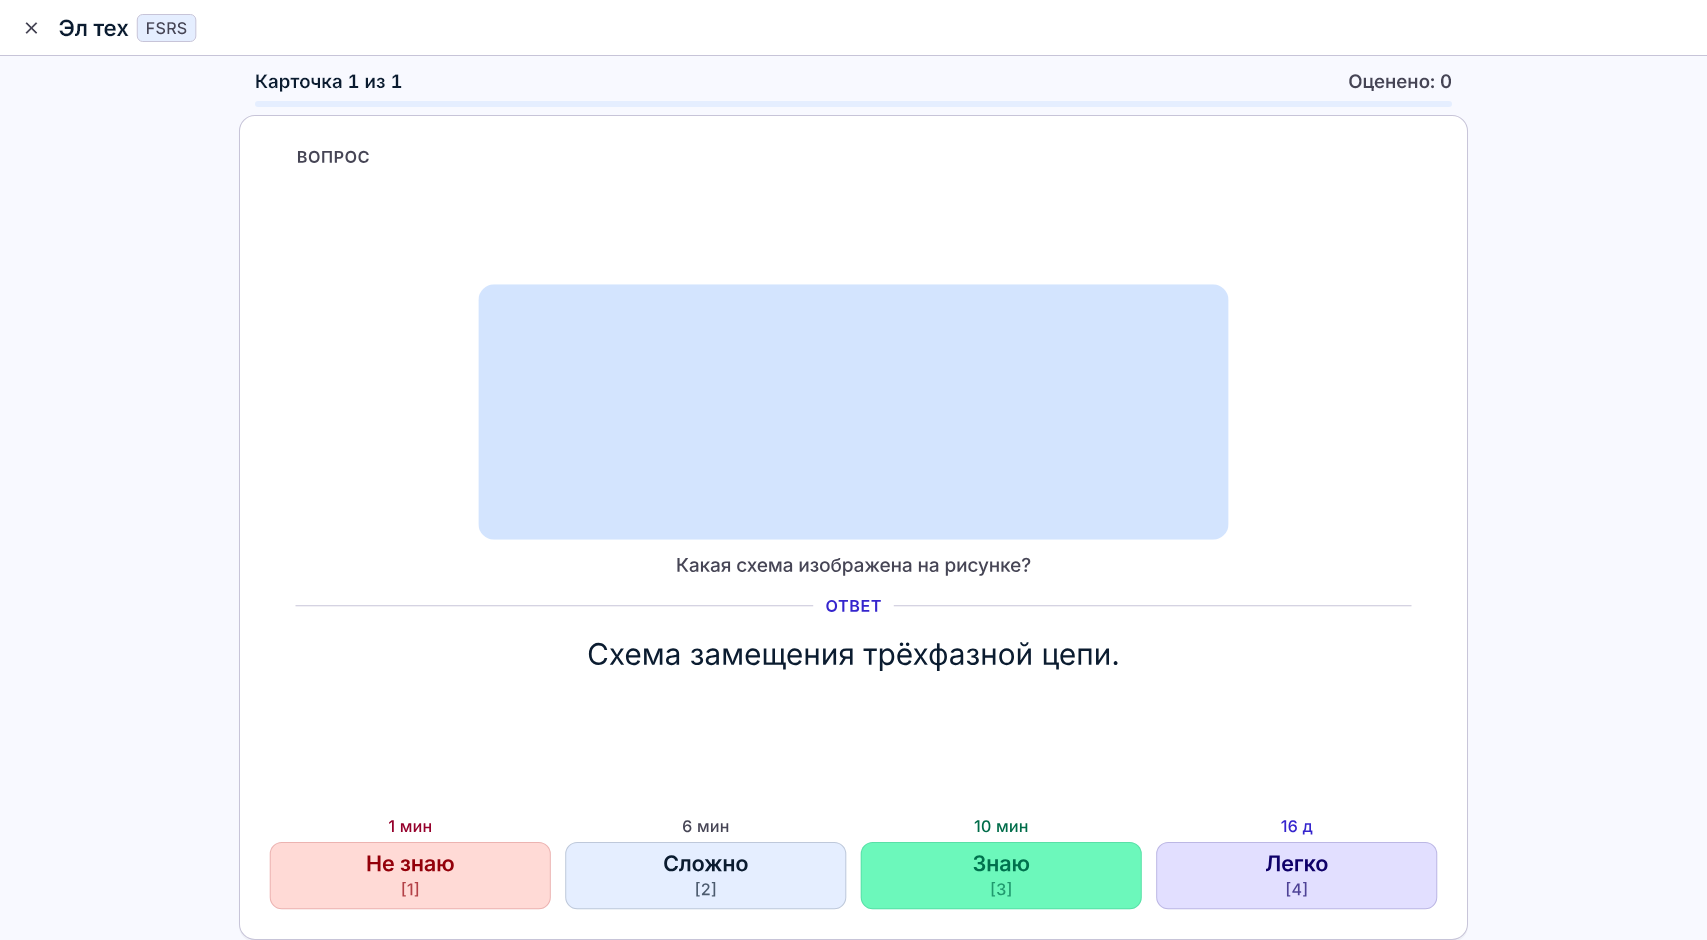 Эл тех FSRS
Карточка 1 из 1
Оценено: 0
ВОПРОС
Какая схема изображена на рисунке?
ОТВЕТ
Схема замещения трёхфазной цепи.
1 мин
Не знаю
[1]
6 мин
Сложно
[2]
10 мин
Знаю
[3]
16 д
Легко
[4]